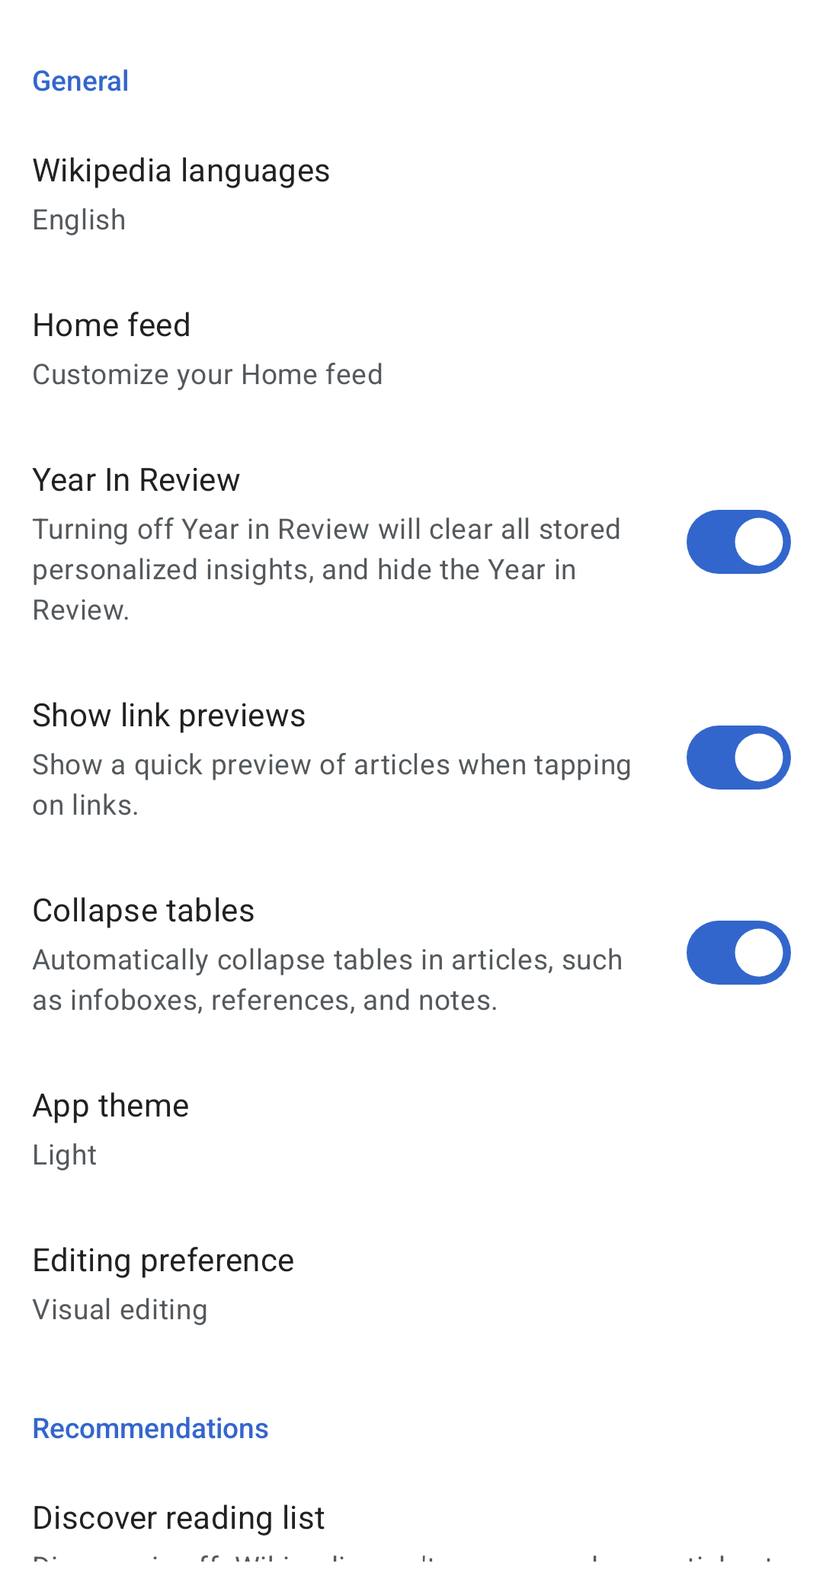 General
Wikipedia languages
English
Home feed
Customize your Home feed
Year In Review
Turning off Year in Review will clear all stored
personalized insights, and hide the Year in
Review.
Show link previews
Show a quick preview of articles when tapping
on links.
Collapse tables
Automatically collapse tables in articles, such
as infoboxes, references, and notes.
App theme
Light
Editing preference
Visual editing
Recommendations
Discover reading list